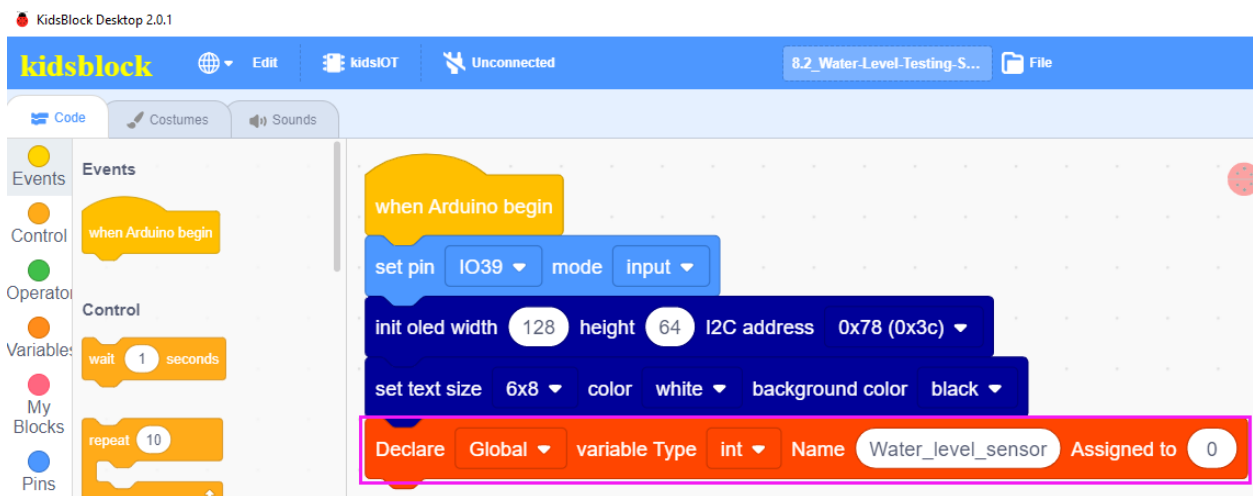 KidsBlock Desktop 2.0.1
kidsblock Edit kidsIOT Unconnected 8.2_Water-Level-Testing-S... File
Code Costumes Sounds
Events
Control
Operator
Variables
My
Blocks
Pins
Events
when Arduino begin
Control
wait 1 seconds
repeat 10
when Arduino begin
set pin IO39 mode input
init oled width 128 height 64 I2C address 0x78 (0x3c)
set text size 6x8 color white background color black
Declare Global variable Type int Name Water_level_sensor Assigned to 0